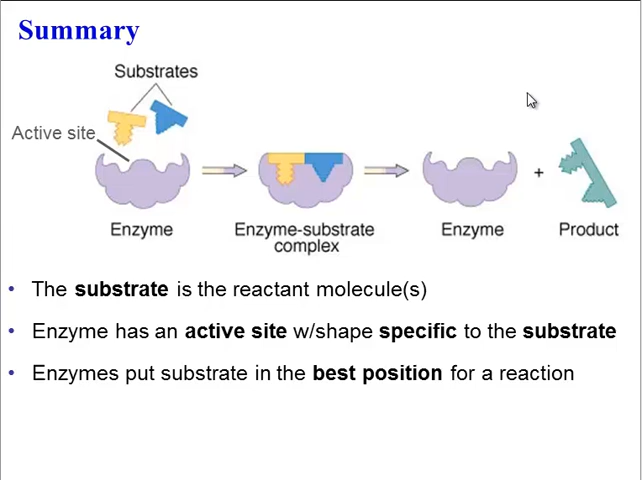 Summary
Substrates
Active site
Enzyme
Enzyme-substrate
complex
Enzyme
+
Product
• The substrate is the reactant molecule(s)
• Enzyme has an active site w/shape specific to the substrate
• Enzymes put substrate in the best position for a reaction